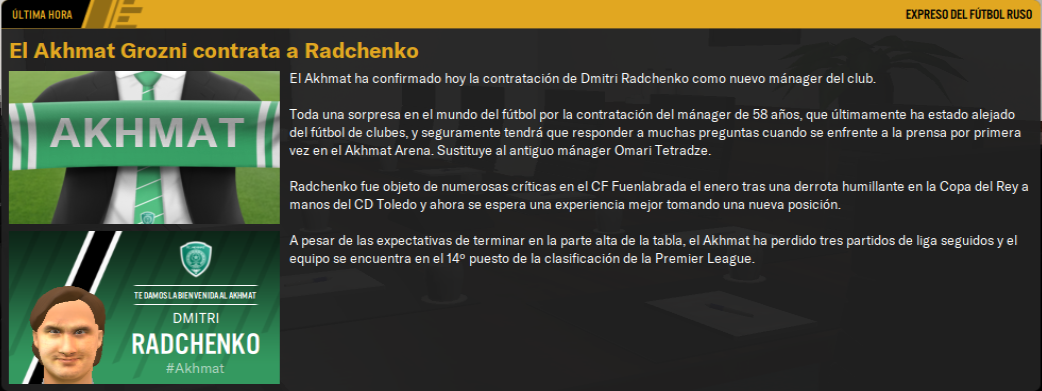 ÚLTIMA HORA
EXPRESO DEL FÚTBOL RUSO
El Akhmat Grozni contrata a Radchenko
AKHMAT
El Akhmat ha confirmado hoy la contratación de Dmitri Radchenko como nuevo mánager del club.
Toda una sorpresa en el mundo del fútbol por la contratación del mánager de 58 años, que últimamente ha estado alejado
del fútbol de clubes, y seguramente tendrá que responder a muchas preguntas cuando se enfrente a la prensa por primera
vez en el Akhmat Arena. Sustituye al antiguo mánager Omari Tetradze.
Radchenko fue objeto de numerosas críticas en el CF Fuenlabrada el enero tras una derrota humillante en la Copa del Rey a
manos del CD Toledo y ahora se espera una experiencia mejor tomando una nueva posición.
A pesar de las expectativas de terminar en la parte alta de la tabla, el Akhmat ha perdido tres partidos de liga seguidos y el
equipo se encuentra en el 14º puesto de la clasificación de la Premier League.
TE DAMOS LA BIENVENIDA AL AKHMAT
DMITRI
RADCHENKO
#Akhmat